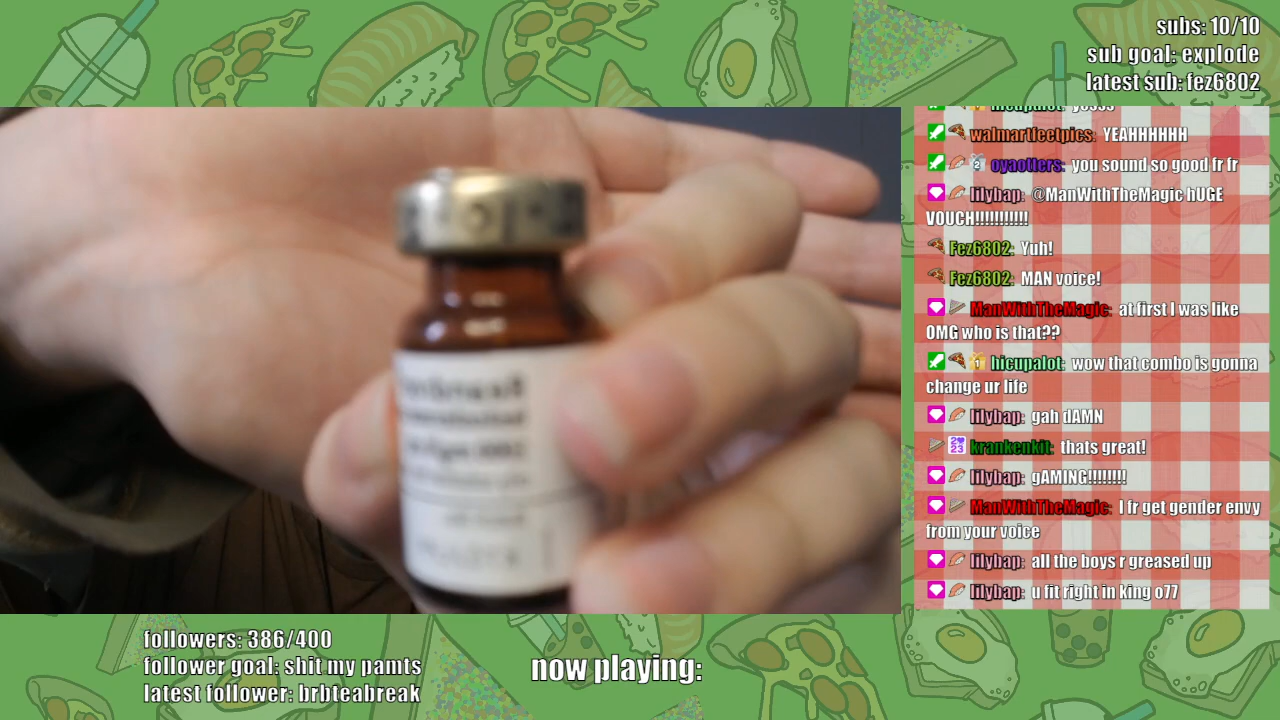 subs: 10/10
sub goal: explode
latest sub: fez6802
walmartfeetpics: YEAHHHHHH
oyaotters: you sound so good fr fr
lilybap: @ManWithTheMagic hUGE
VOUCH!!!!!!!!!!!
Fez6802: Yuh!
Fez6802: MAN voice!
ManWithTheMagic: at first I was like
OMG who is that??
hicupalot: wow that combo is gonna
change ur life
lilybap: gah dAMN
krankenkit: thats great!
lilybap: gAMING!!!!!!!!
ManWithTheMagic: I fr get gender envy
from your voice
lilybap: all the boys r greased up
lilybap: u fit right in king o77
followers: 386/400
follower goal: shit my pamts
latest follower: brbteabreak
now playing: